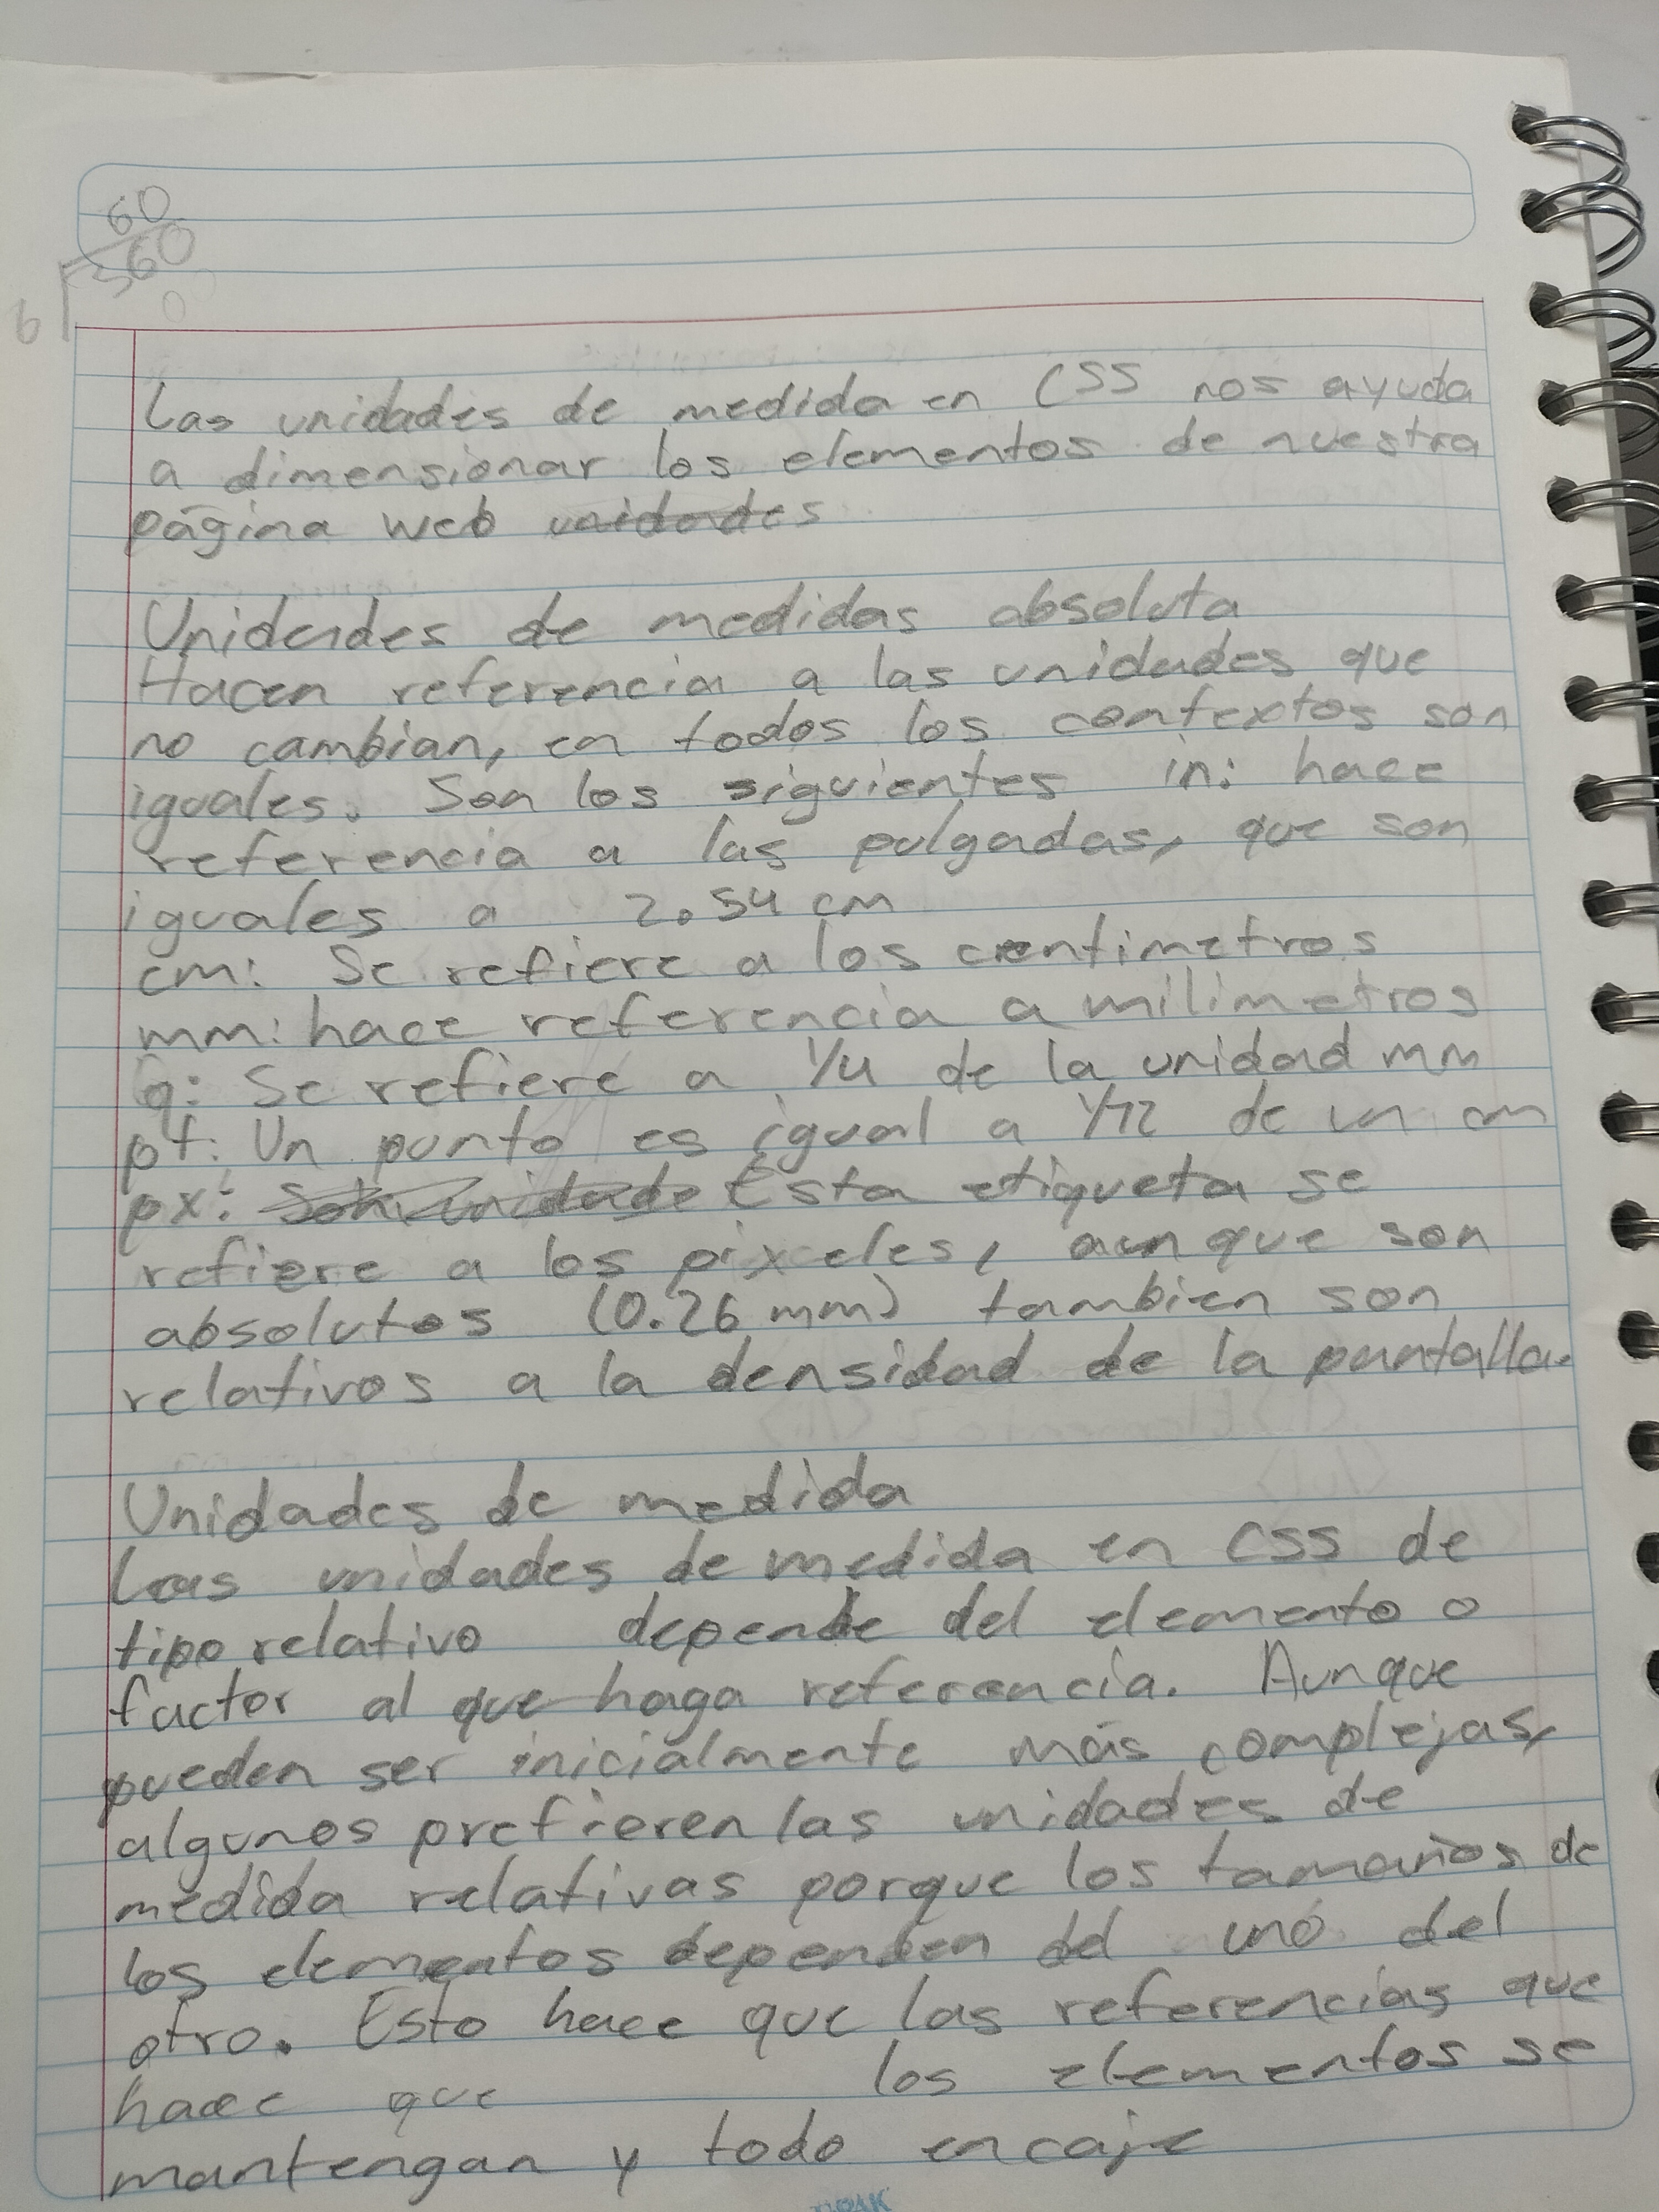 60
6 360
0
Las unidades de medida en CSS nos ayuda
a dimensionar los elementos de nuestra
página web unidades
Unidades de medidas absoluta
Hacen referencia a las unidades que
no cambian, en todos los contextos son
iguales. Son los siguientes in: hace
referencia a las pulgadas, que son
iguales a 2.54 cm
cm: Se refiere a los centimetros
mm: hace referencia a milimetros
q: Se refiere a 1/4 de la unidad mm
pt: Un punto es igual a 1/72 de un cm
px: Esta etiqueta se
refiere a los pixeles, aunque son
absolutos (0.26 mm) tambien son
relativos a la densidad de la pantalla.
Unidades de medida
Las unidades de medida en CSS de
tipo relativo depende del elemento o
factor al que haga referencia. Aunque
pueden ser inicialmente más complejas,
algunos prefieren las unidades de
medida relativas porque los tamaños de
los elementos dependen del uno del
otro. Esto hace que las referencias que
hace que los elementos se
mantengan y todo encaje